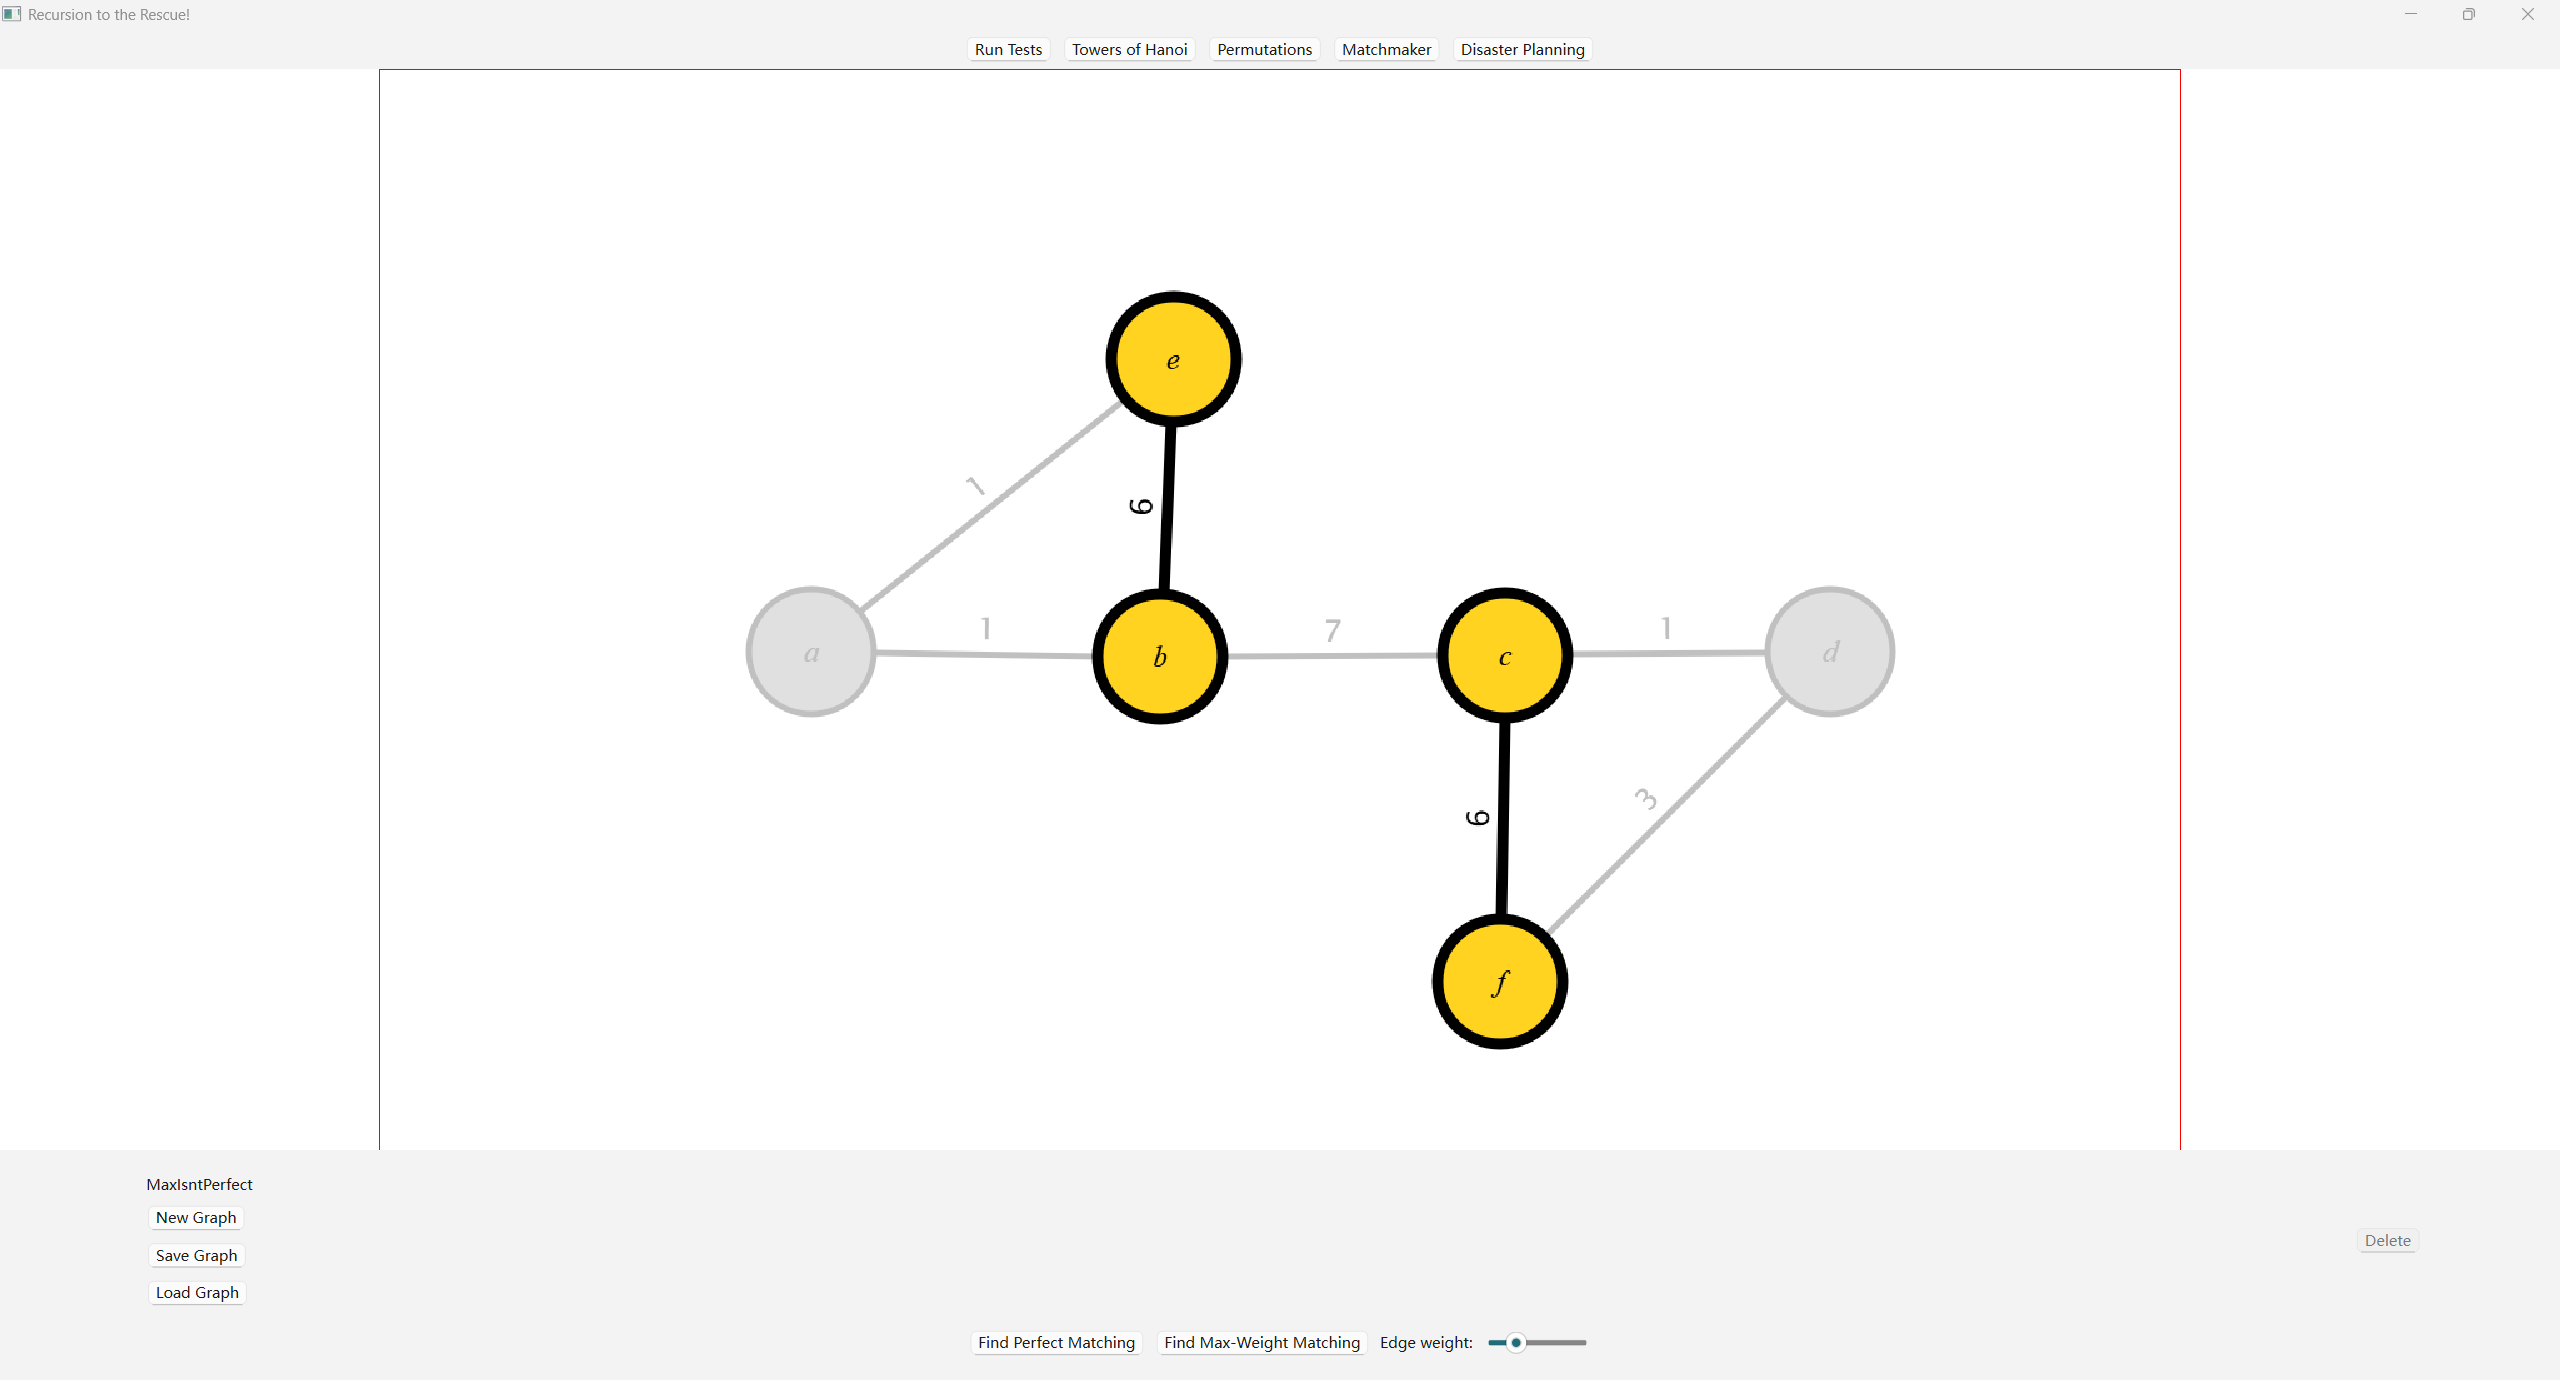 Recursion to the Rescue!
Run Tests Towers of Hanoi Permutations Matchmaker Disaster Planning
e
1
6
a
1
b
7
c
1
d
6
3
f
MaxIsntPerfect
New Graph
Save Graph
Delete
Load Graph
Find Perfect Matching Find Max-Weight Matching Edge weight: